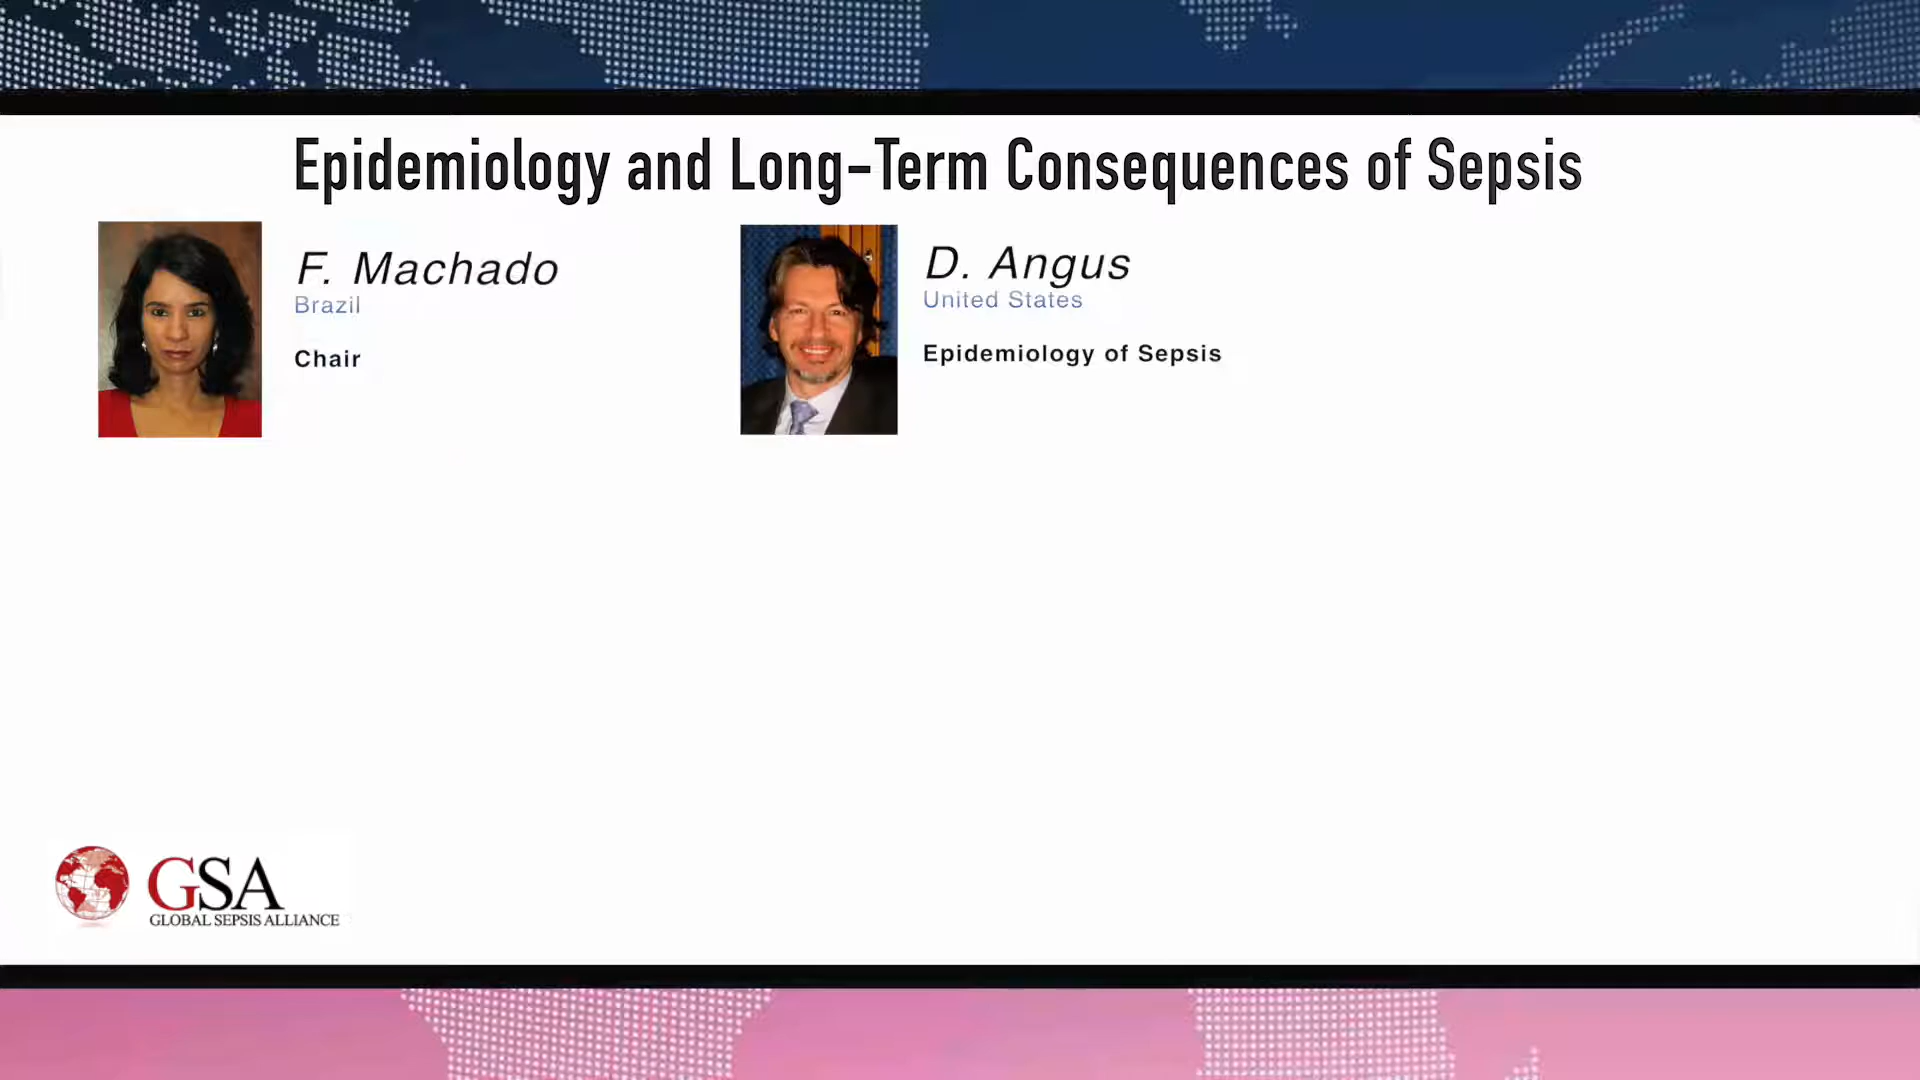 Epidemiology and Long-Term Consequences of Sepsis
F. Machado
Brazil
Chair
D. Angus
United States
Epidemiology of Sepsis
GSA
GLOBAL SEPSIS ALLIANCE